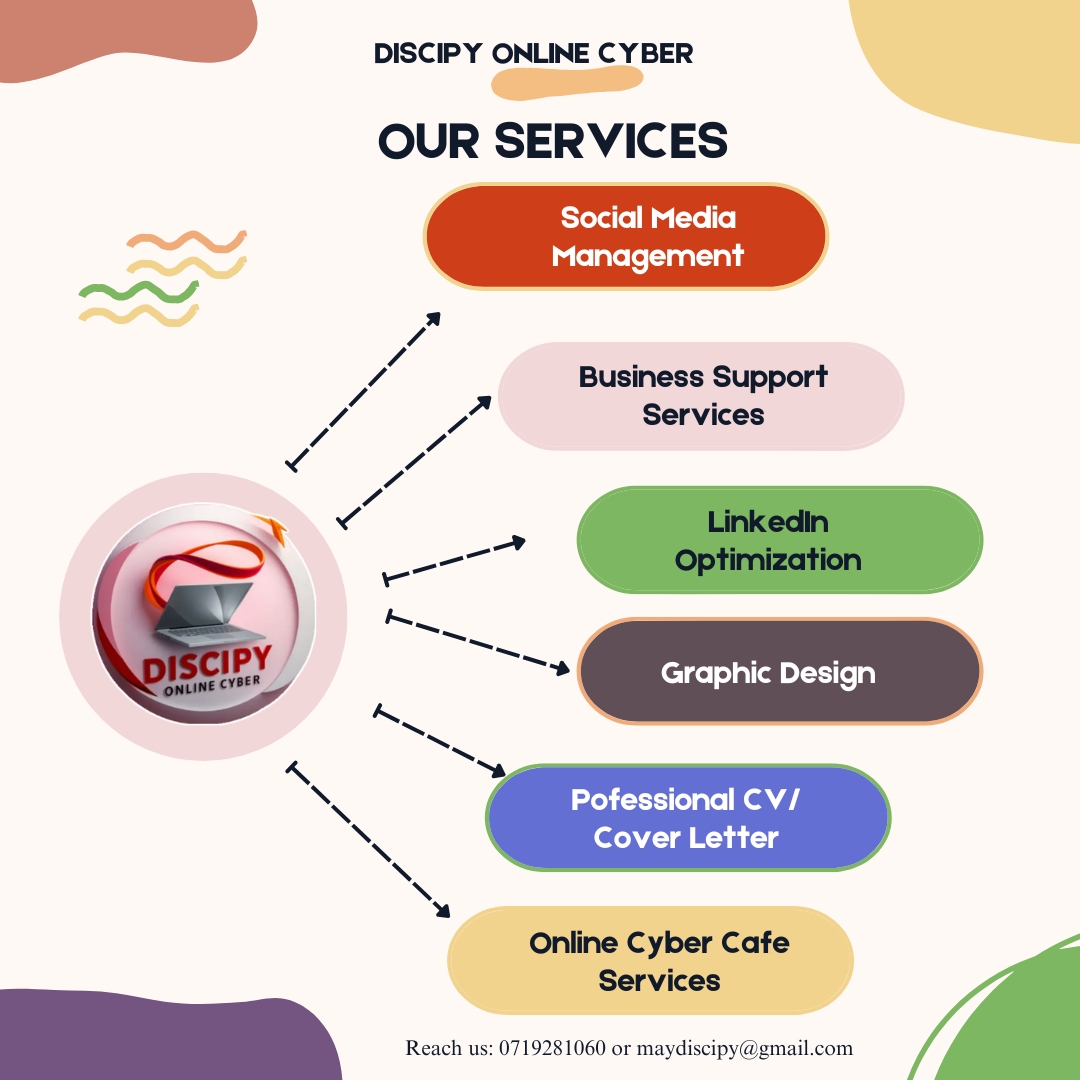 DISCIPY ONLINE CYBER
OUR SERVICES
Social Media
Management
Business Support
Services
LinkedIn
Optimization
Graphic Design
DISCIPY
ONLINE CYBER
Pofessional CV/
Cover Letter
Online Cyber Cafe
Services
Reach us: 0719281060 or maydiscipy@gmail.com